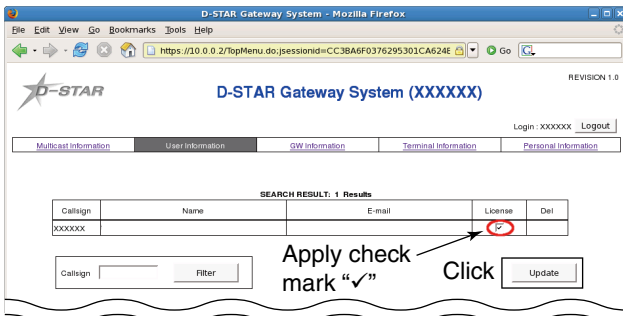 D-STAR Gateway System - Mozilla Firefox
File Edit View Go Bookmarks Tools Help
https://10.0.0.2/TopMenu.do;jsessionid=CC3BA6F0376295301CA624E
Go
G
REVISION 1.0
D-STAR
D-STAR Gateway System (XXXXXX)
Login : XXXXXX Logout
Multicast Information User Information GW Information Terminal Information Personal Information
SEARCH RESULT: 1 Results
Callsign Name E-mail License Del
XXXXXX
Apply check
mark “✓”
Click
Callsign Filter Update